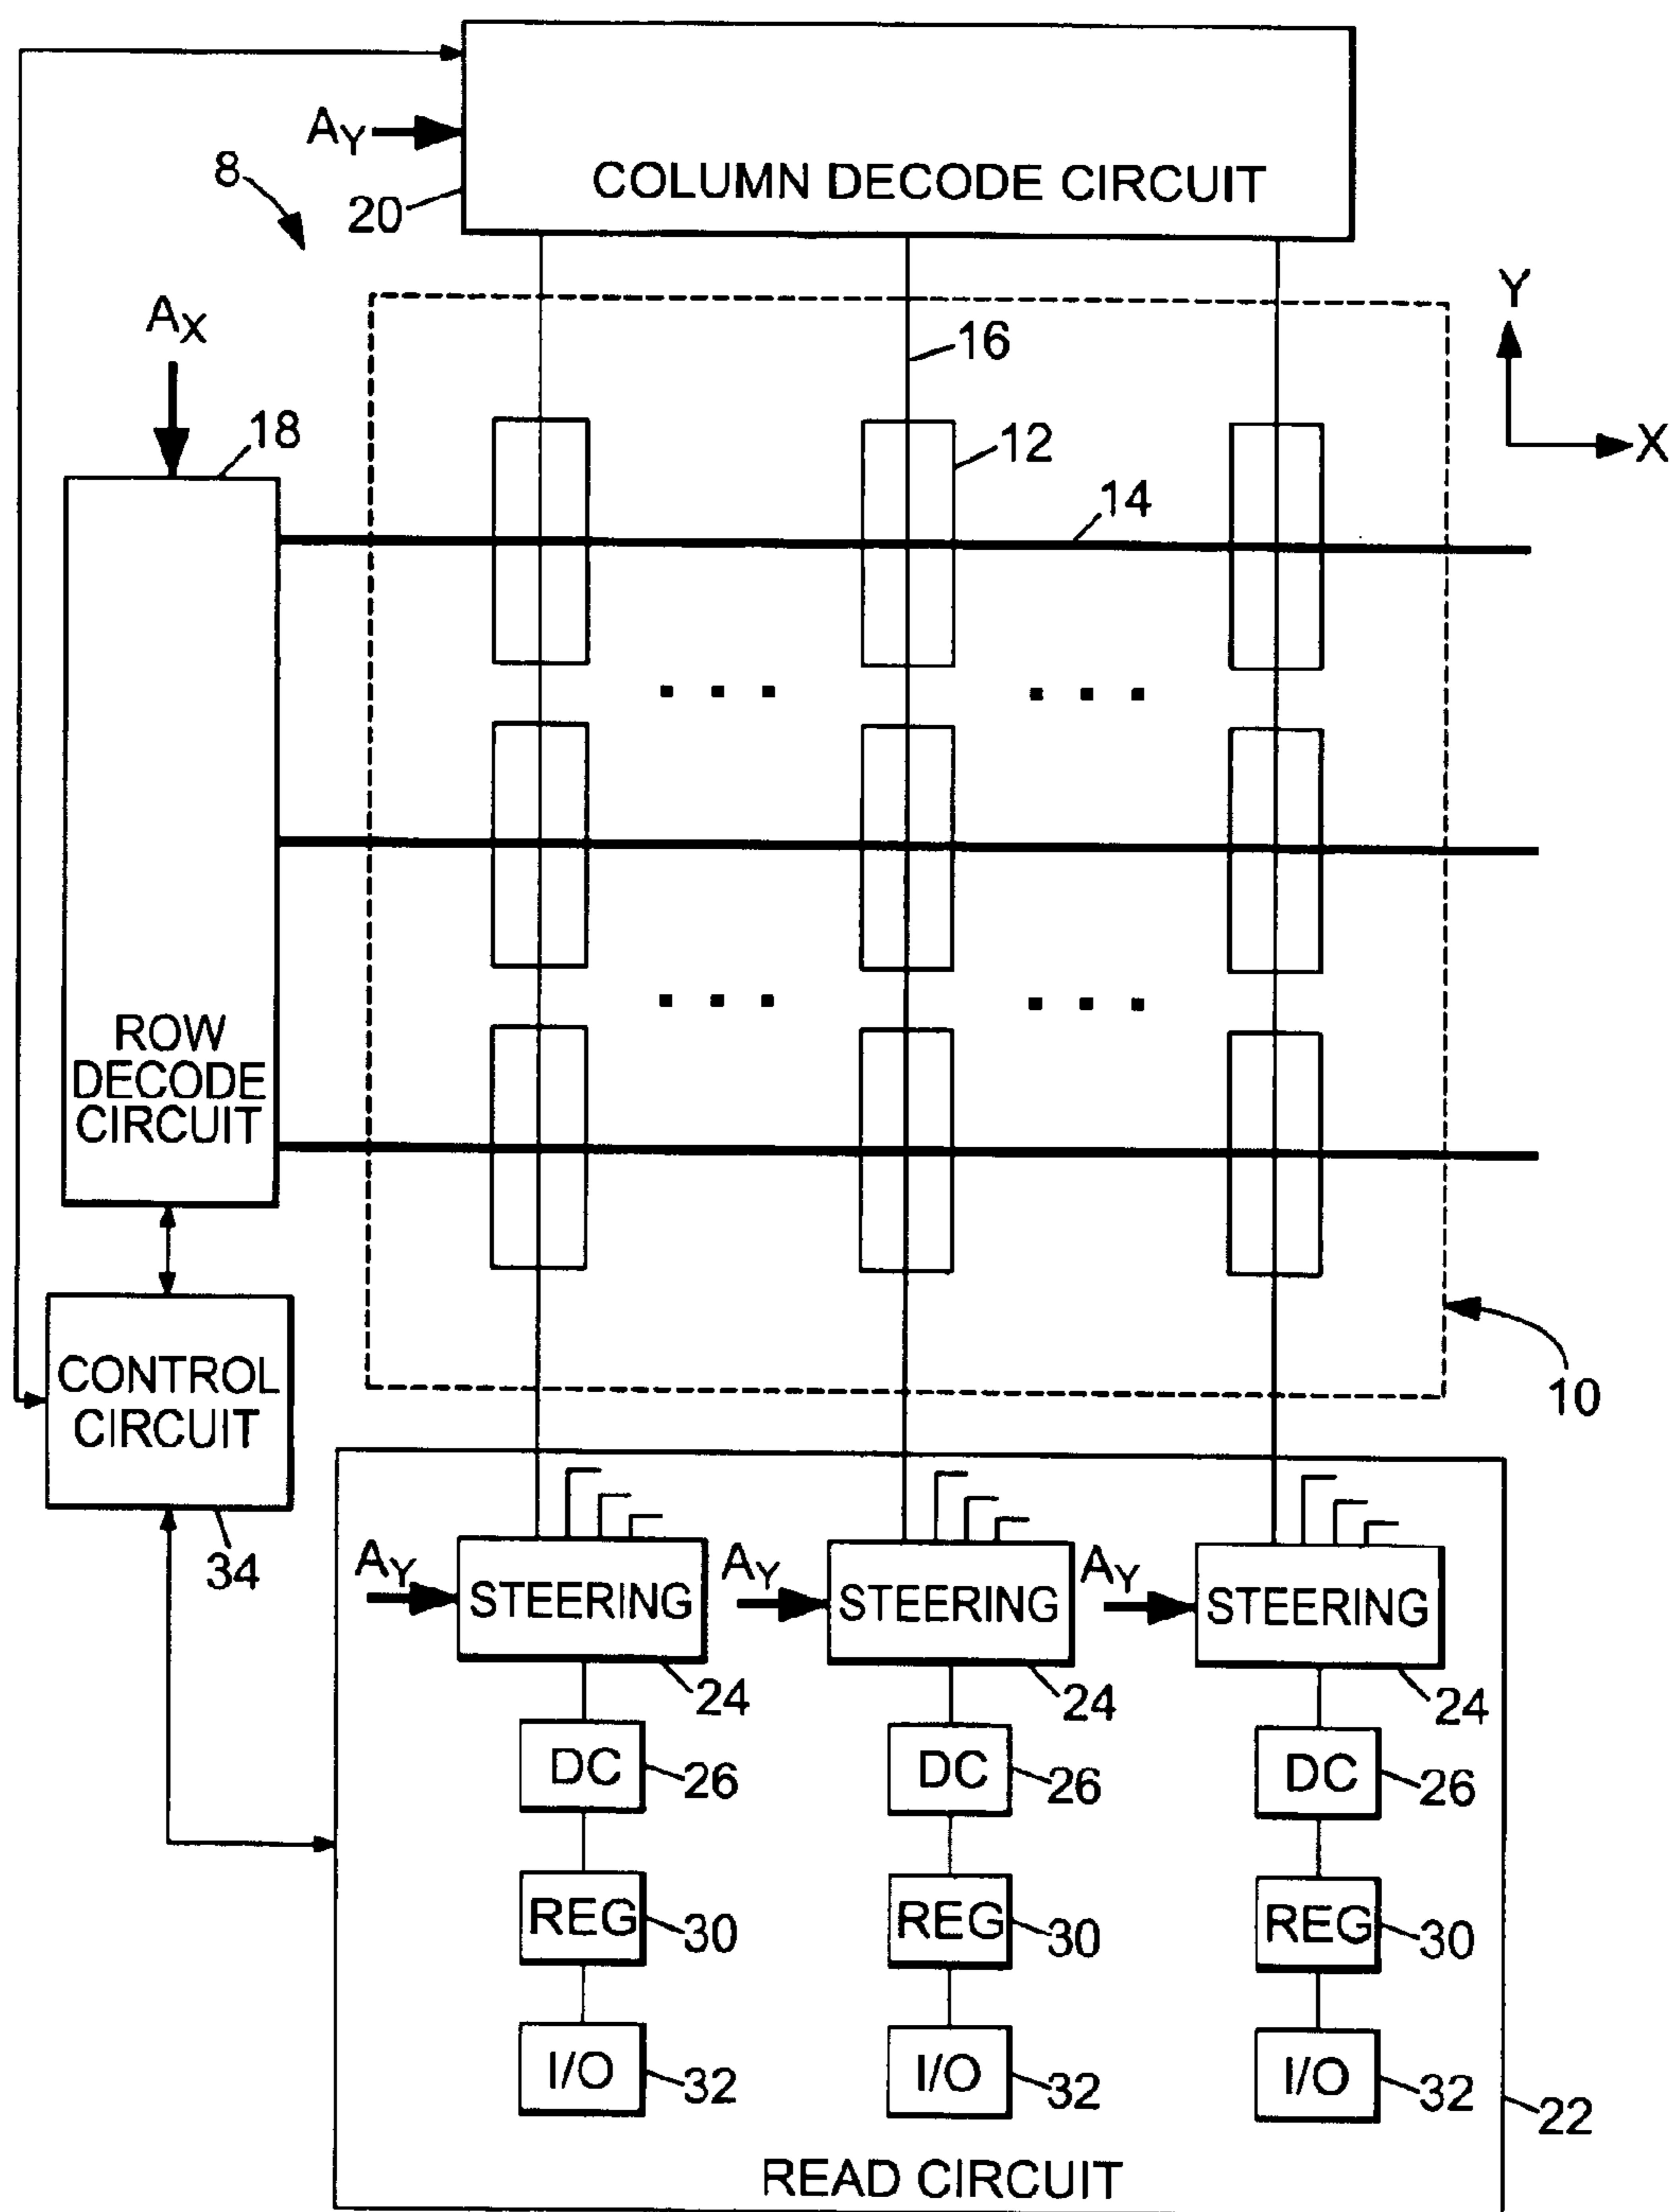 A_Y
COLUMN DECODE CIRCUIT
8
20
Y
A_X
16
X
18
12
14
ROW
DECODE
CIRCUIT
CONTROL
CIRCUIT
10
34
A_Y
STEERING
A_Y
STEERING
A_Y
STEERING
24
24
24
DC
26
DC
26
DC
26
REG
30
REG
30
REG
30
I/O
32
I/O
32
I/O
32
22
READ CIRCUIT